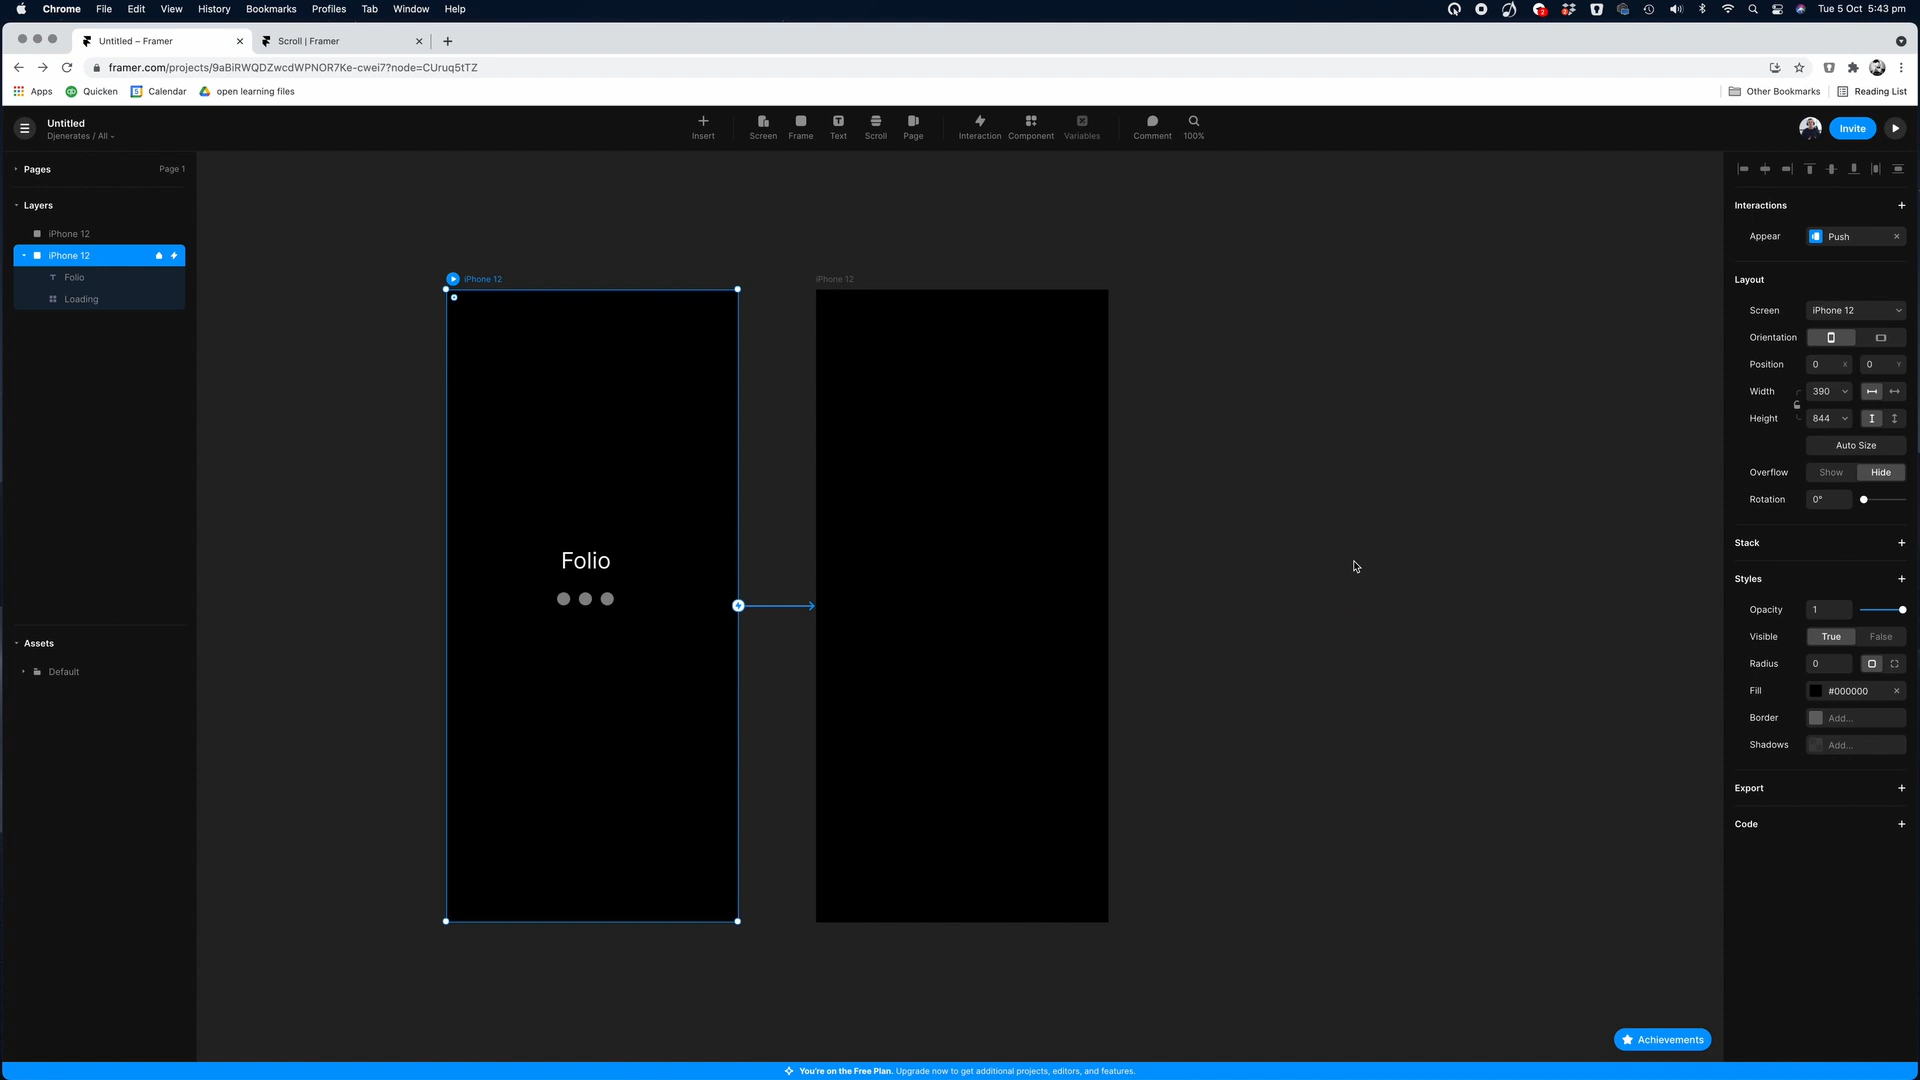 Chrome File Edit View History Bookmarks Profiles Tab Window Help
2
Tue 5 Oct 5:43 pm
Untitled – Framer
Scroll | Framer
framer.com/projects/9aBiRWQDZwcdWPNOR7Ke-cwei7?node=CUruq5tTZ
Apps Quicken Calendar open learning files Other Bookmarks Reading List
Untitled
Djenerates / All
Insert Screen Frame Text Scroll Page Interaction Component Variables Comment 100%
Invite
Pages Page 1
Layers
iPhone 12
iPhone 12
Folio
Loading
Assets
Default
iPhone 12
iPhone 12
Folio
Interactions
Appear Push
Layout
Screen iPhone 12
Orientation
Position 0 X 0 Y
Width 390
Height 844
Auto Size
Overflow Show Hide
Rotation 0°
Stack
Styles
Opacity 1
Visible True False
Radius 0
Fill #000000
Border Add...
Shadows Add...
Export
Code
Achievements
You're on the Free Plan. Upgrade now to get additional projects, editors, and features.